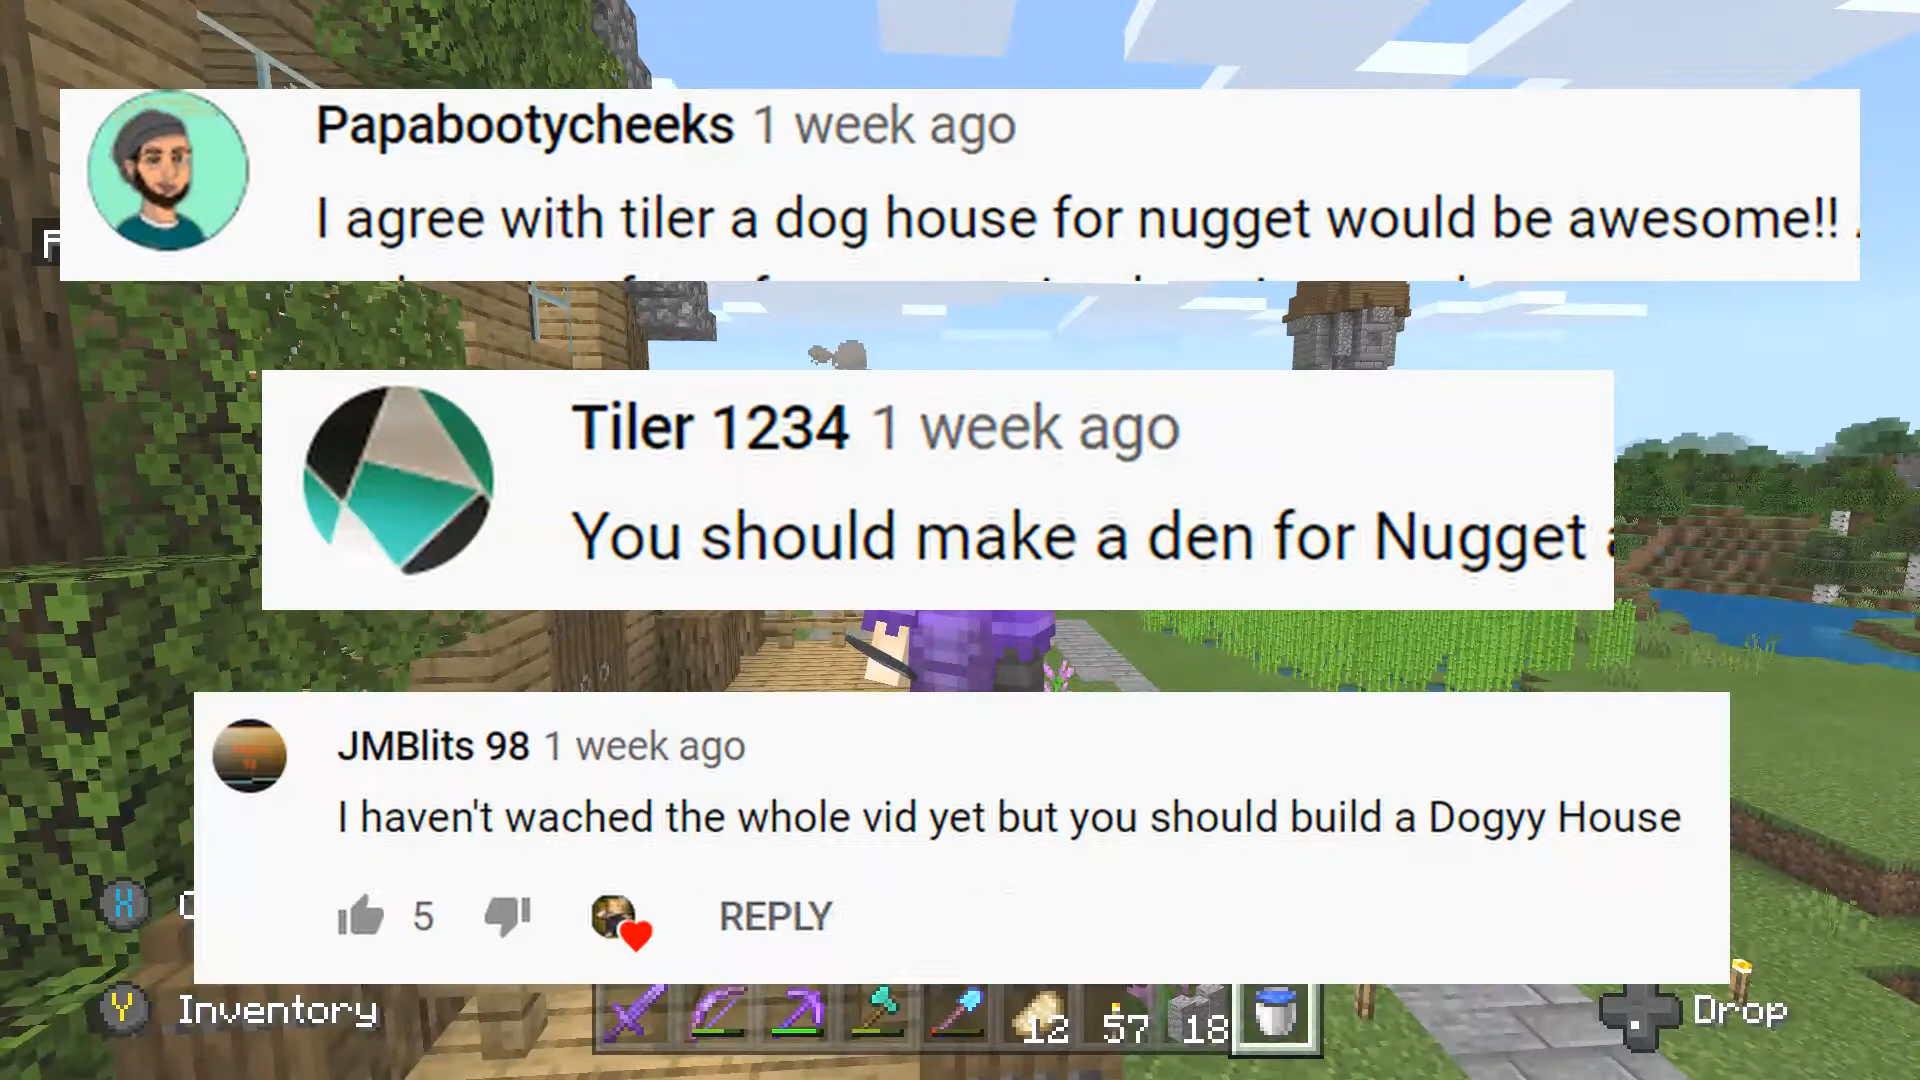 Papabootycheeks 1 week ago
I agree with tiler a dog house for nugget would be awesome!!
Tiler 1234 1 week ago
You should make a den for Nugget
JMBlits 98 1 week ago
I haven't wached the whole vid yet but you should build a Dogyy House
5 REPLY
X
Y Inventory
12 57 18
Drop